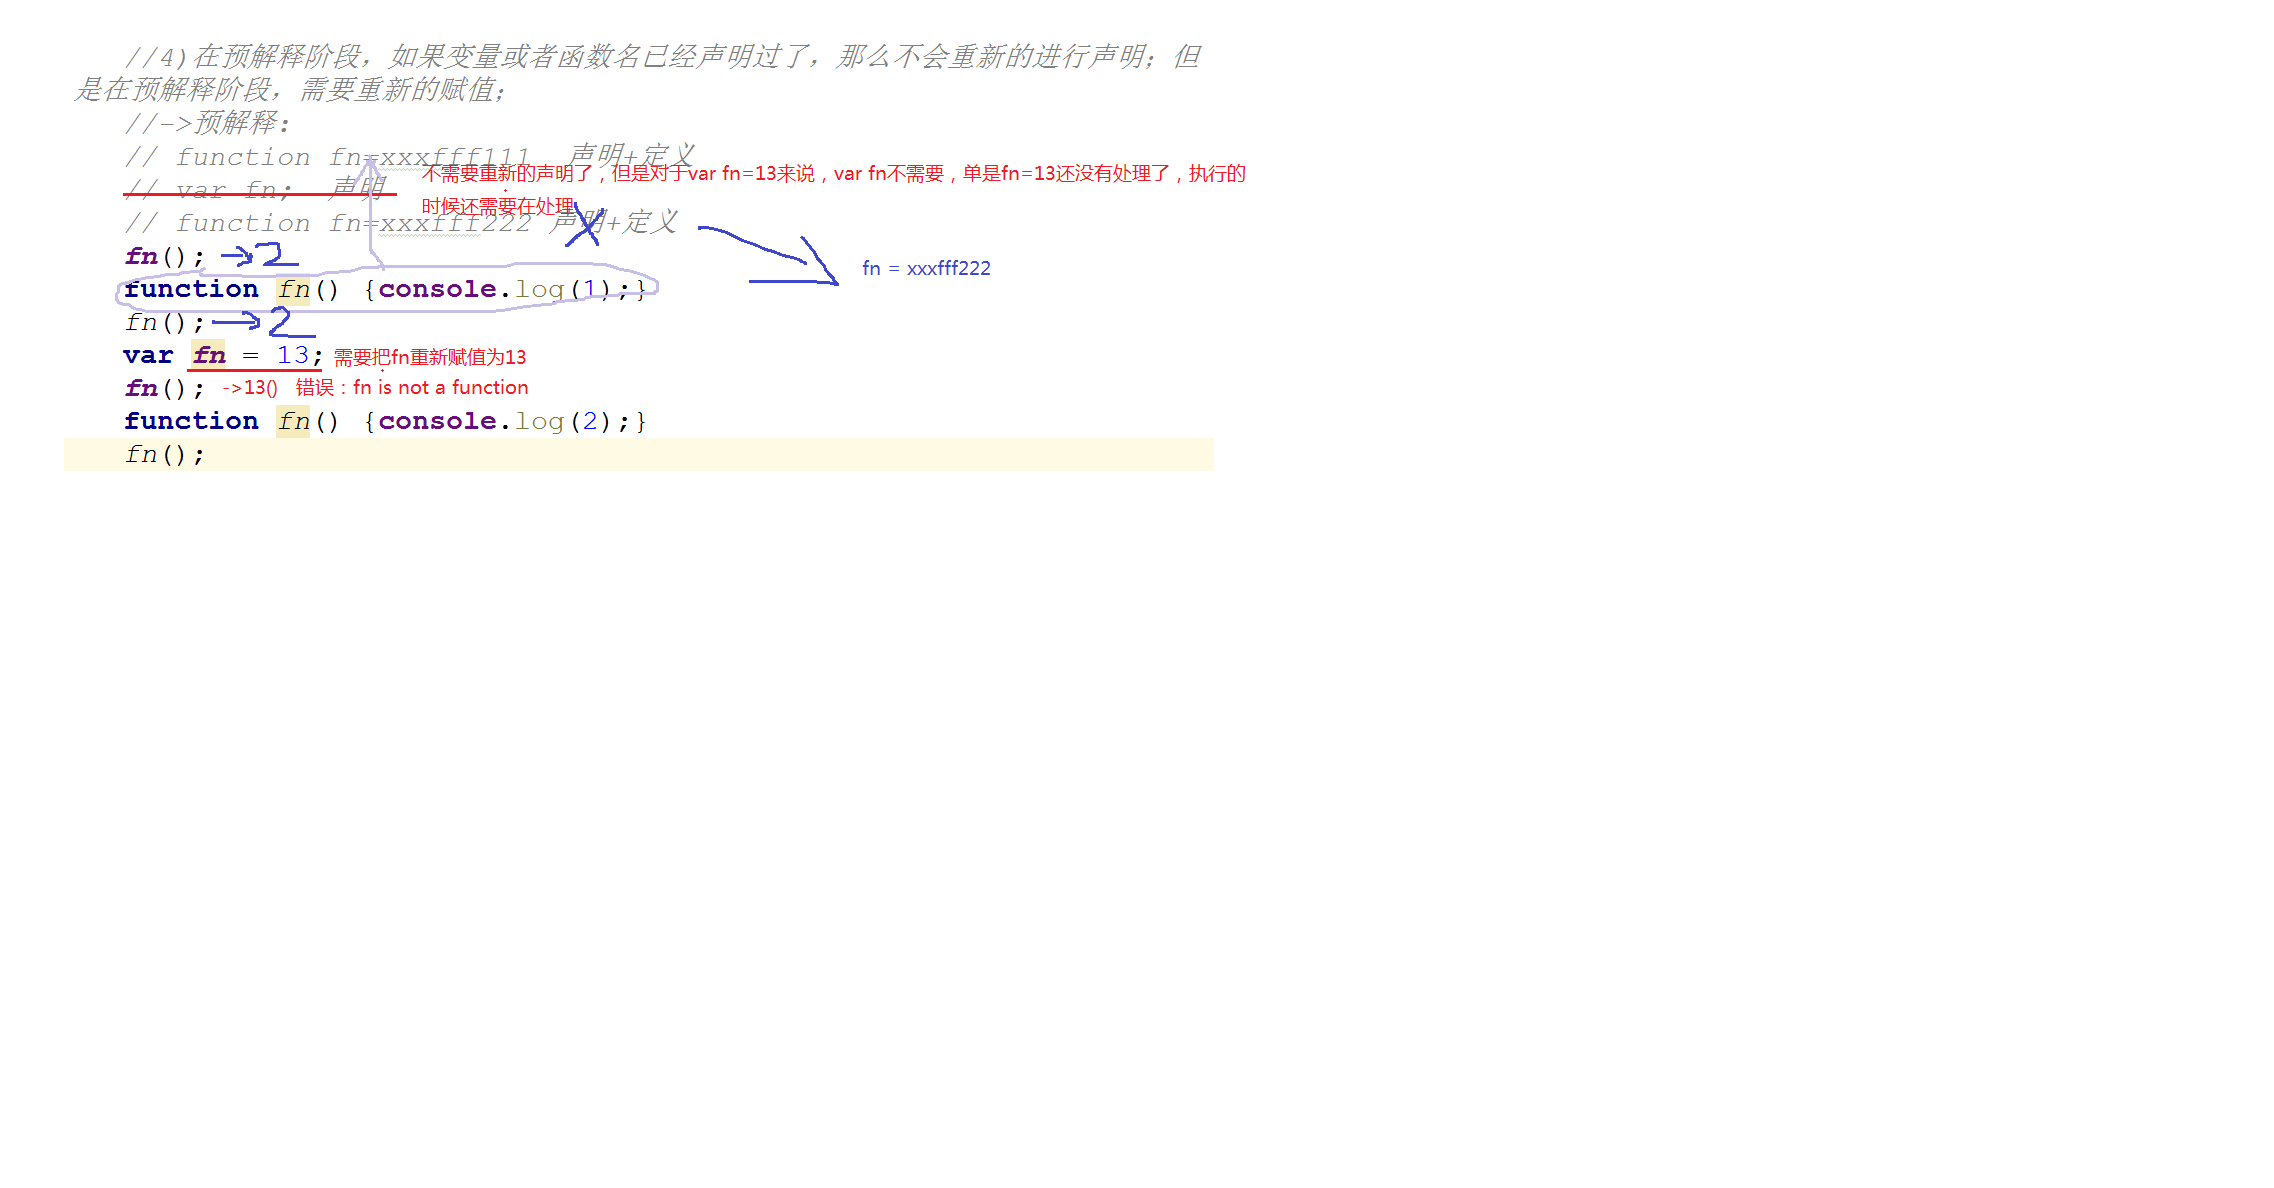 //4)在预解释阶段，如果变量或者函数名已经声明过了，那么不会重新的进行声明；但
是在预解释阶段，需要重新的赋值；
//->预解释：
// function fn=xxxfff111  声明+定义
不需要重新的声明了，但是对于var fn=13来说，var fn不需要，单是fn=13还没有处理了，执行的
// var fn;  声明
时候还需要在处理
// function fn=xxxfff222 声明+定义
fn(); →2
fn = xxxfff222
function fn() {console.log(1);}
fn(); →2
var fn = 13; 需要把fn重新赋值为13
fn(); ->13()   错误：fn is not a function
function fn() {console.log(2);}
fn();